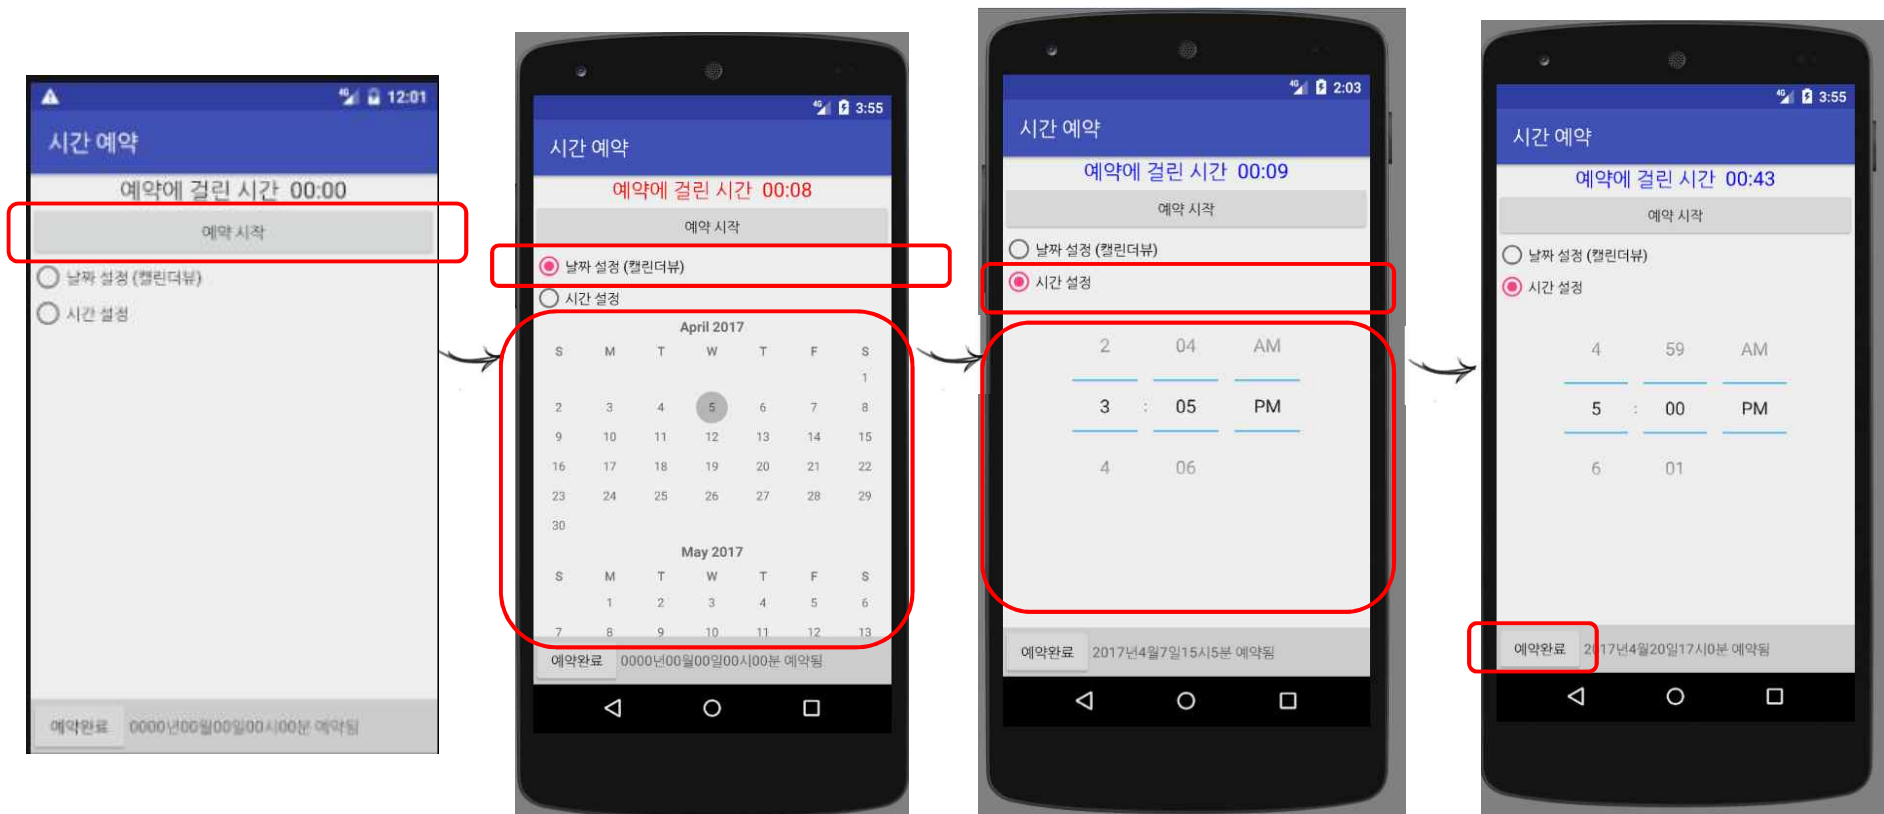 12:01
시간 예약
예약에 걸린 시간 00:00
예약 시작
날짜 설정 (캘린더뷰)
시간 설정
예약완료 0000년00월00일00시00분 예약됨
4G 3:55
시간 예약
예약에 걸린 시간 00:08
예약 시작
날짜 설정 (캘린더뷰)
시간 설정
April 2017
S M T W T F S
1
2 3 4 5 6 7 8
9 10 11 12 13 14 15
16 17 18 19 20 21 22
23 24 25 26 27 28 29
30
May 2017
S M T W T F S
1 2 3 4 5 6
7 8 9 10 11 12 13
예약완료 0000년00월00일00시00분 예약됨
4G 2:03
시간 예약
예약에 걸린 시간 00:09
예약 시작
날짜 설정 (캘린더뷰)
시간 설정
2 04 AM
3 : 05 PM
4 06
예약완료 2017년4월7일15시5분 예약됨
4G 3:55
시간 예약
예약에 걸린 시간 00:43
예약 시작
날짜 설정 (캘린더뷰)
시간 설정
4 59 AM
5 : 00 PM
6 01
예약완료 2017년4월20일17시0분 예약됨